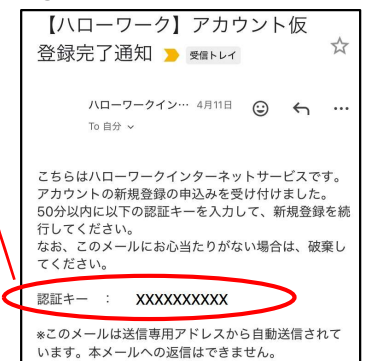 【ハローワーク】アカウント仮
登録完了通知 受信トレイ
ハローワークイン… 4月11日
To 自分
こちらはハローワークインターネットサービスです。
アカウントの新規登録の申込みを受け付けました。
50分以内に以下の認証キーを入力して、新規登録を続
行してください。
なお、このメールにお心当たりがない場合は、破棄し
てください。
認証キー ： XXXXXXXXXX
※このメールは送信専用アドレスから自動送信されて
います。本メールへの返信はできません。